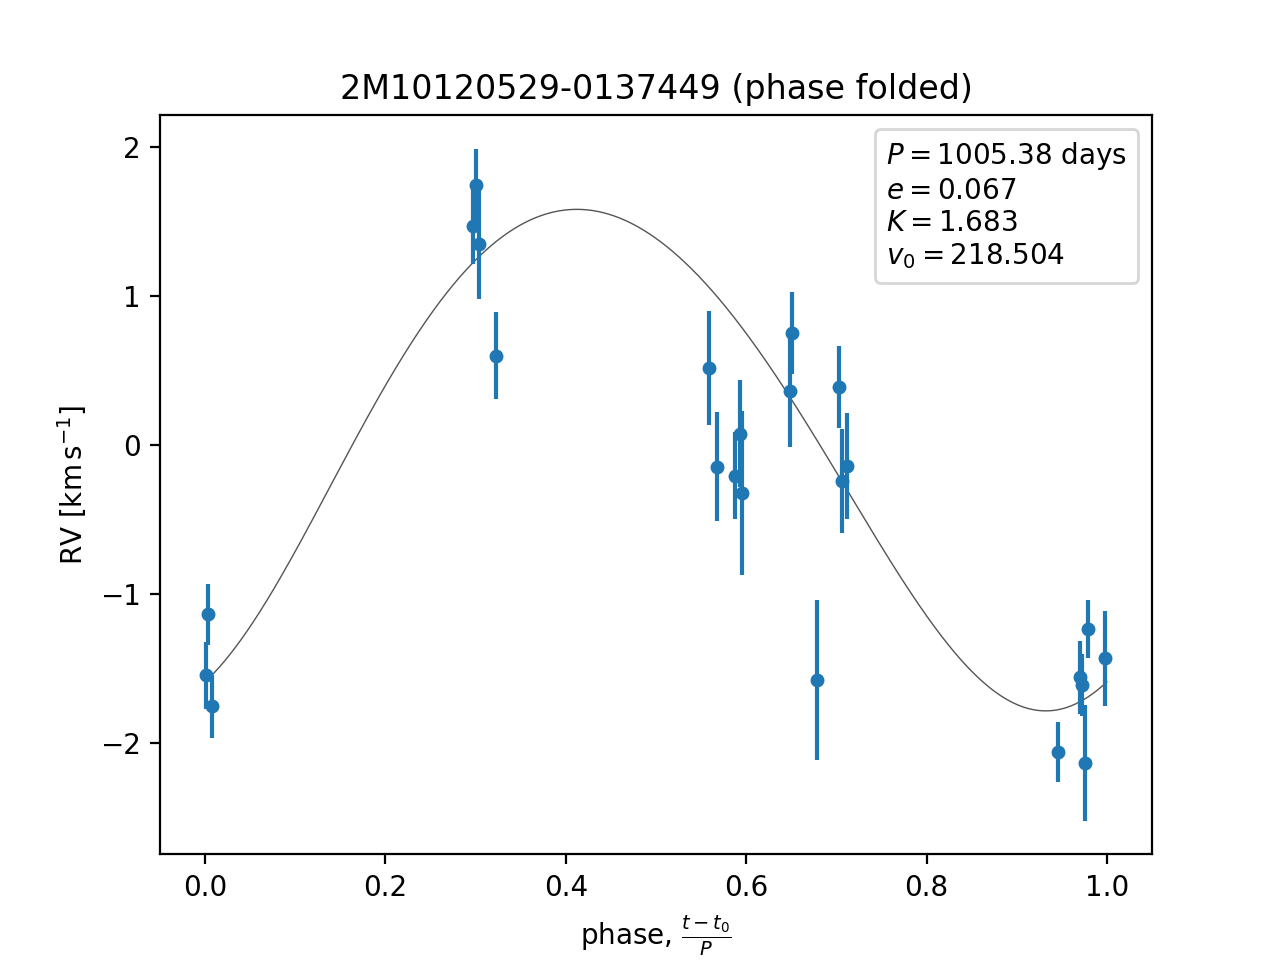 2M10120529-0137449 (phase folded)
P = 1005.38 days
e = 0.067
K = 1.683
v₀ = 218.504
2
1
0
−1
−2
RV [km s⁻¹]
0.0 0.2 0.4 0.6 0.8 1.0
phase, (t − t₀)/P